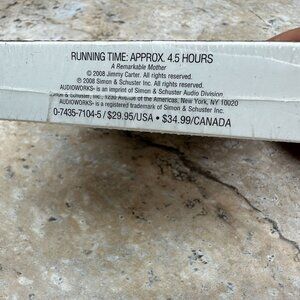 RUNNING TIME: APPROX. 4.5 HOURS
A Remarkable Mother
© 2008 Jimmy Carter. All rights reserved.
℗ 2008 Simon & Schuster Inc. All rights reserved.
AUDIOWORKS® is an imprint of Simon & Schuster Audio Division
Simon & Schuster, Inc., 1230 Avenue of the Americas, New York, NY 10020
AUDIOWORKS® is a registered trademark of Simon & Schuster Inc.
0-7435-7104-5 / $29.95/USA • $34.99/CANADA